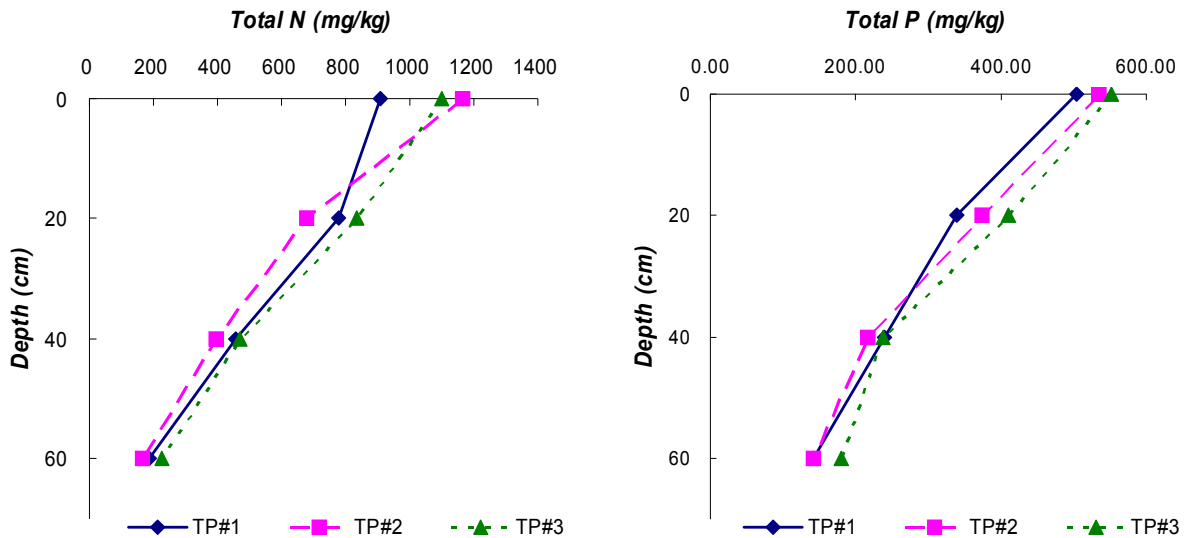 Total N (mg/kg)
0 200 400 600 800 1000 1200 1400
0
20
40
60
Depth (cm)
TP#1 TP#2 TP#3
Total P (mg/kg)
0.00 200.00 400.00 600.00
0
20
40
60
Depth (cm)
TP#1 TP#2 TP#3